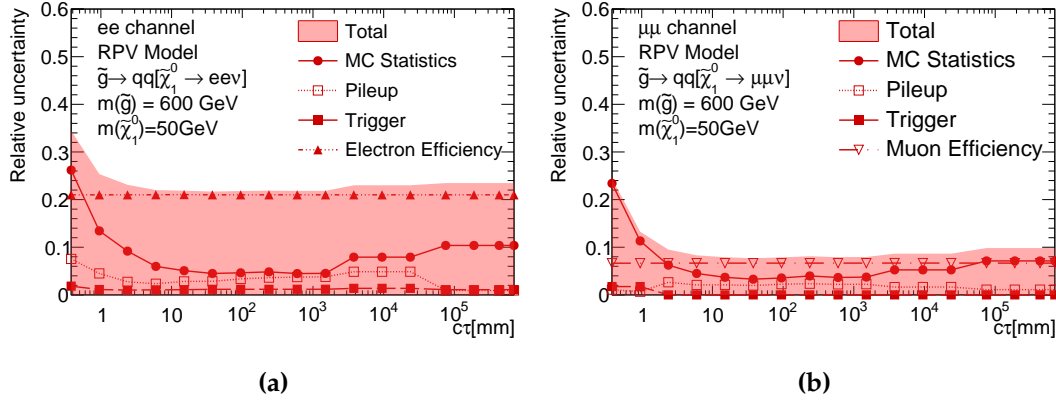 0.6
0.5
0.4
0.3
0.2
0.1
0
Relative uncertainty
ee channel
RPV Model
g̃→ qq[χ̃⁰₁ → eeν]
m(g̃) = 600 GeV
m(χ̃⁰₁)=50GeV
Total
MC Statistics
Pileup
Trigger
Electron Efficiency
1 10 10² 10³ 10⁴ 10⁵
cτ[mm]
(a)
0.6
0.5
0.4
0.3
0.2
0.1
0
Relative uncertainty
μμ channel
RPV Model
g̃→ qq[χ̃⁰₁ → μμν]
m(g̃) = 600 GeV
m(χ̃⁰₁)=50GeV
Total
MC Statistics
Pileup
Trigger
Muon Efficiency
1 10 10² 10³ 10⁴ 10⁵
cτ[mm]
(b)